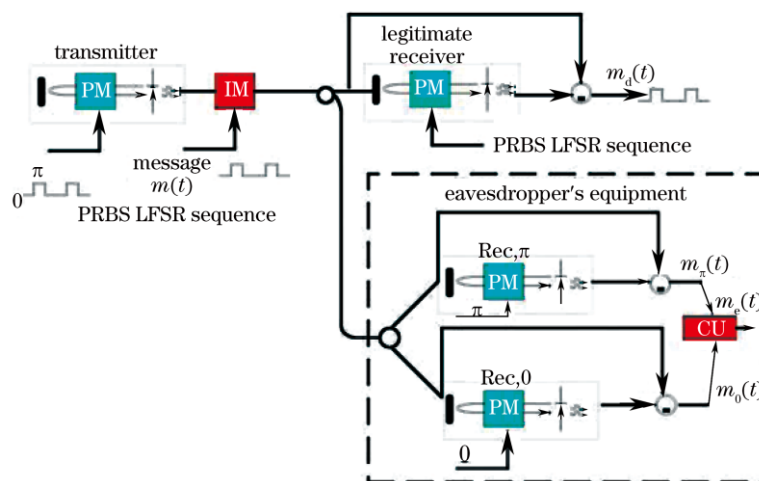 transmitter
PM
IM
π
0
PRBS LFSR sequence
message
m(t)
legitimate
receiver
PM
m_d(t)
PRBS LFSR sequence
eavesdropper's equipment
Rec,π
PM
π
m_π(t)
m_e(t)
CU
Rec,0
PM
0
m_0(t)